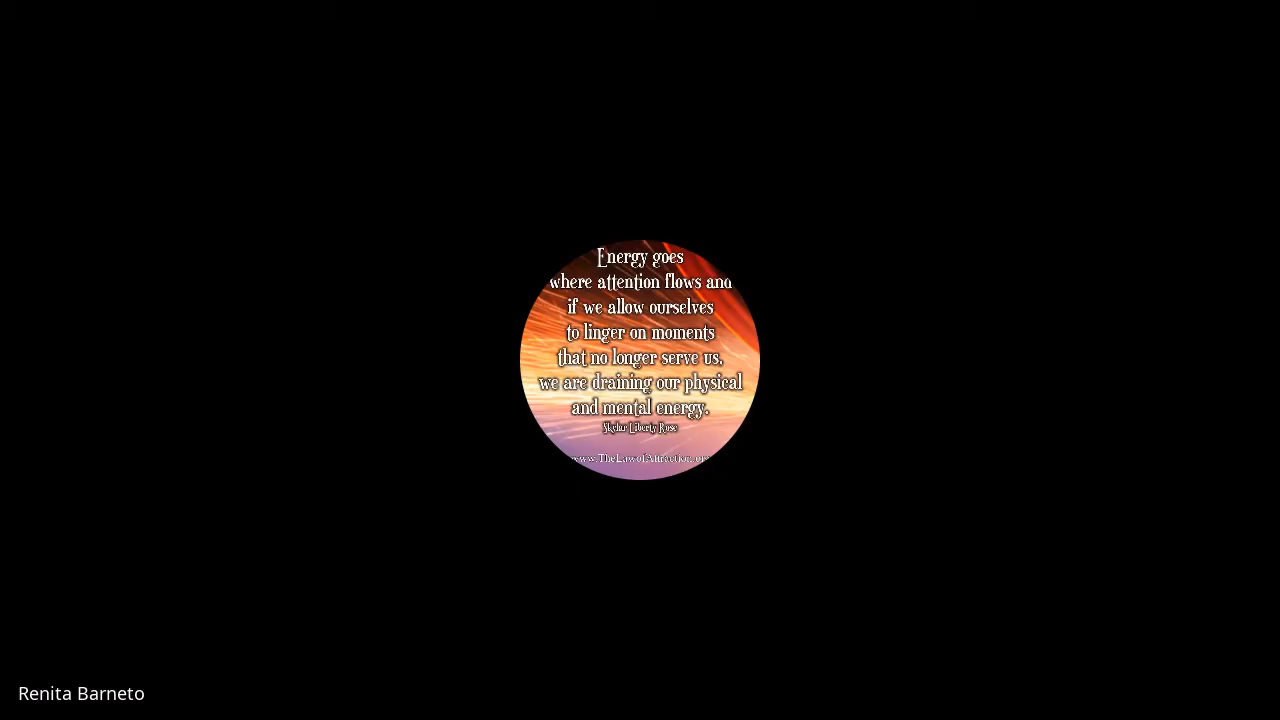 Energy goes
where attention flows and
if we allow ourselves
to linger on moments
that no longer serve us,
we are draining our physical
and mental energy.
Skylar Liberty Rose
www.TheLawofAttraction.org
Renita Barneto